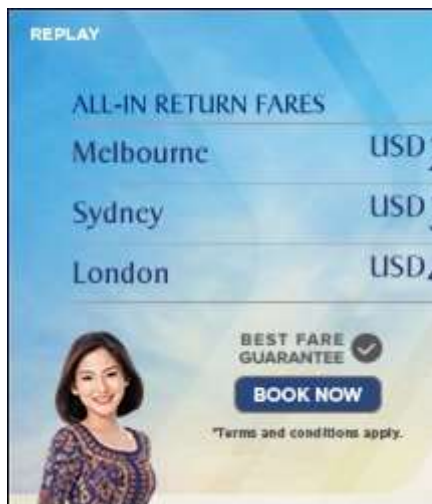 REPLAY
ALL-IN RETURN FARES
Melbourne USD
Sydney USD
London USD
BEST FARE
GUARANTEE
BOOK NOW
*Terms and conditions apply.